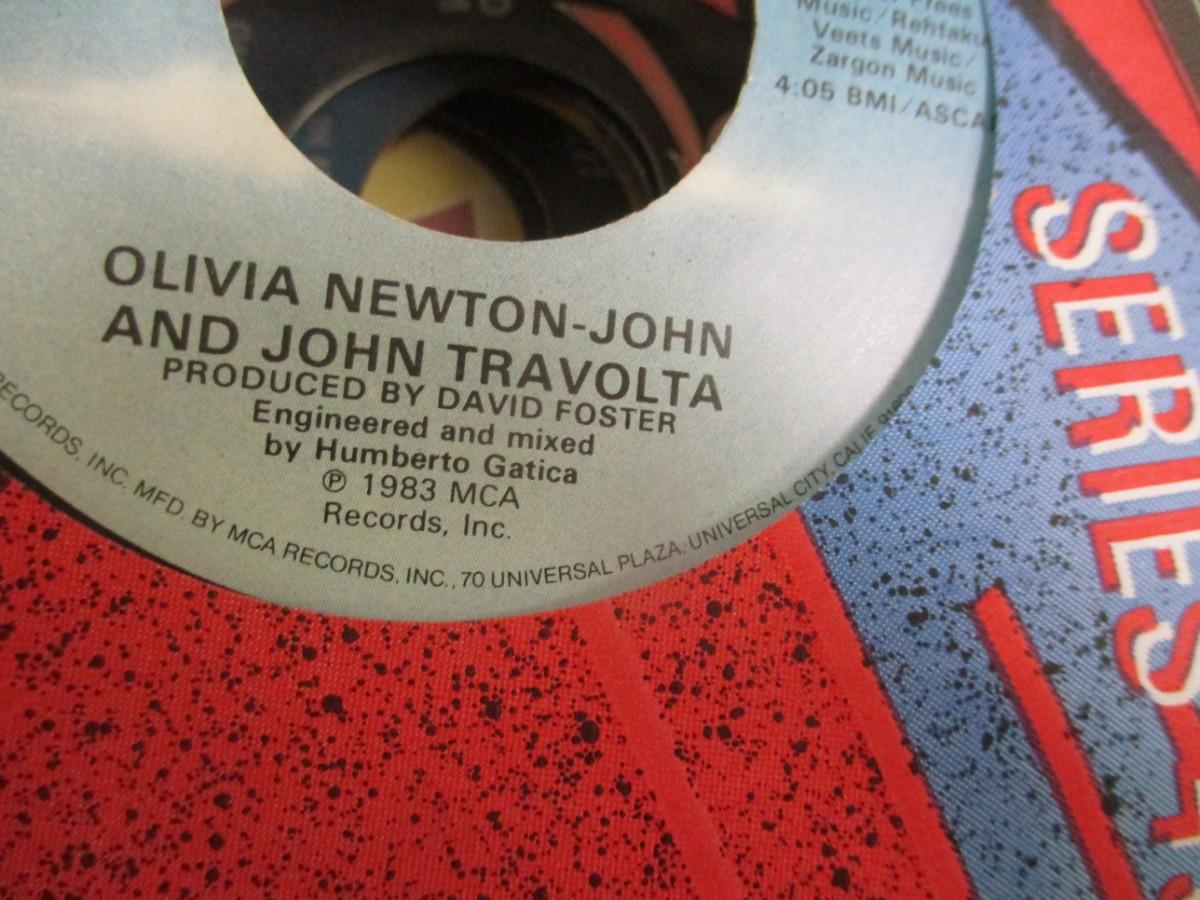 Music/Rehtaku
Veets Music/
Zargon Music
4:05 BMI/ASCA
OLIVIA NEWTON-JOHN
AND JOHN TRAVOLTA
PRODUCED BY DAVID FOSTER
Engineered and mixed
by Humberto Gatica
℗ 1983 MCA
Records, Inc.
RECORDS, INC. MFD. BY MCA RECORDS, INC., 70 UNIVERSAL PLAZA, UNIVERSAL CITY, CALIF.
SERIES